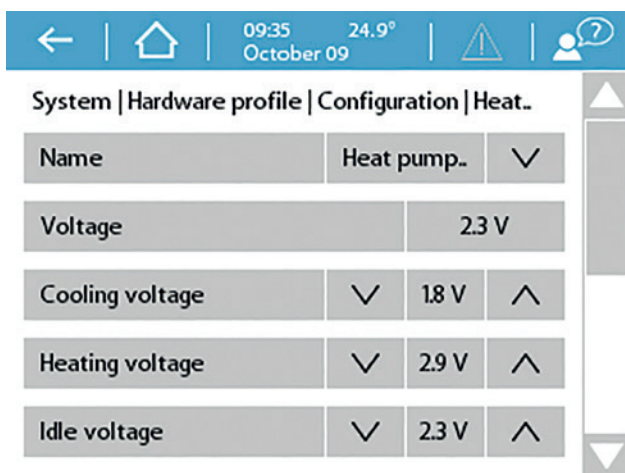 09:35 24.9°
October 09
?
System | Hardware profile | Configuration | Heat..
Name Heat pump..
Voltage 2.3 V
Cooling voltage 1.8 V
Heating voltage 2.9 V
Idle voltage 2.3 V